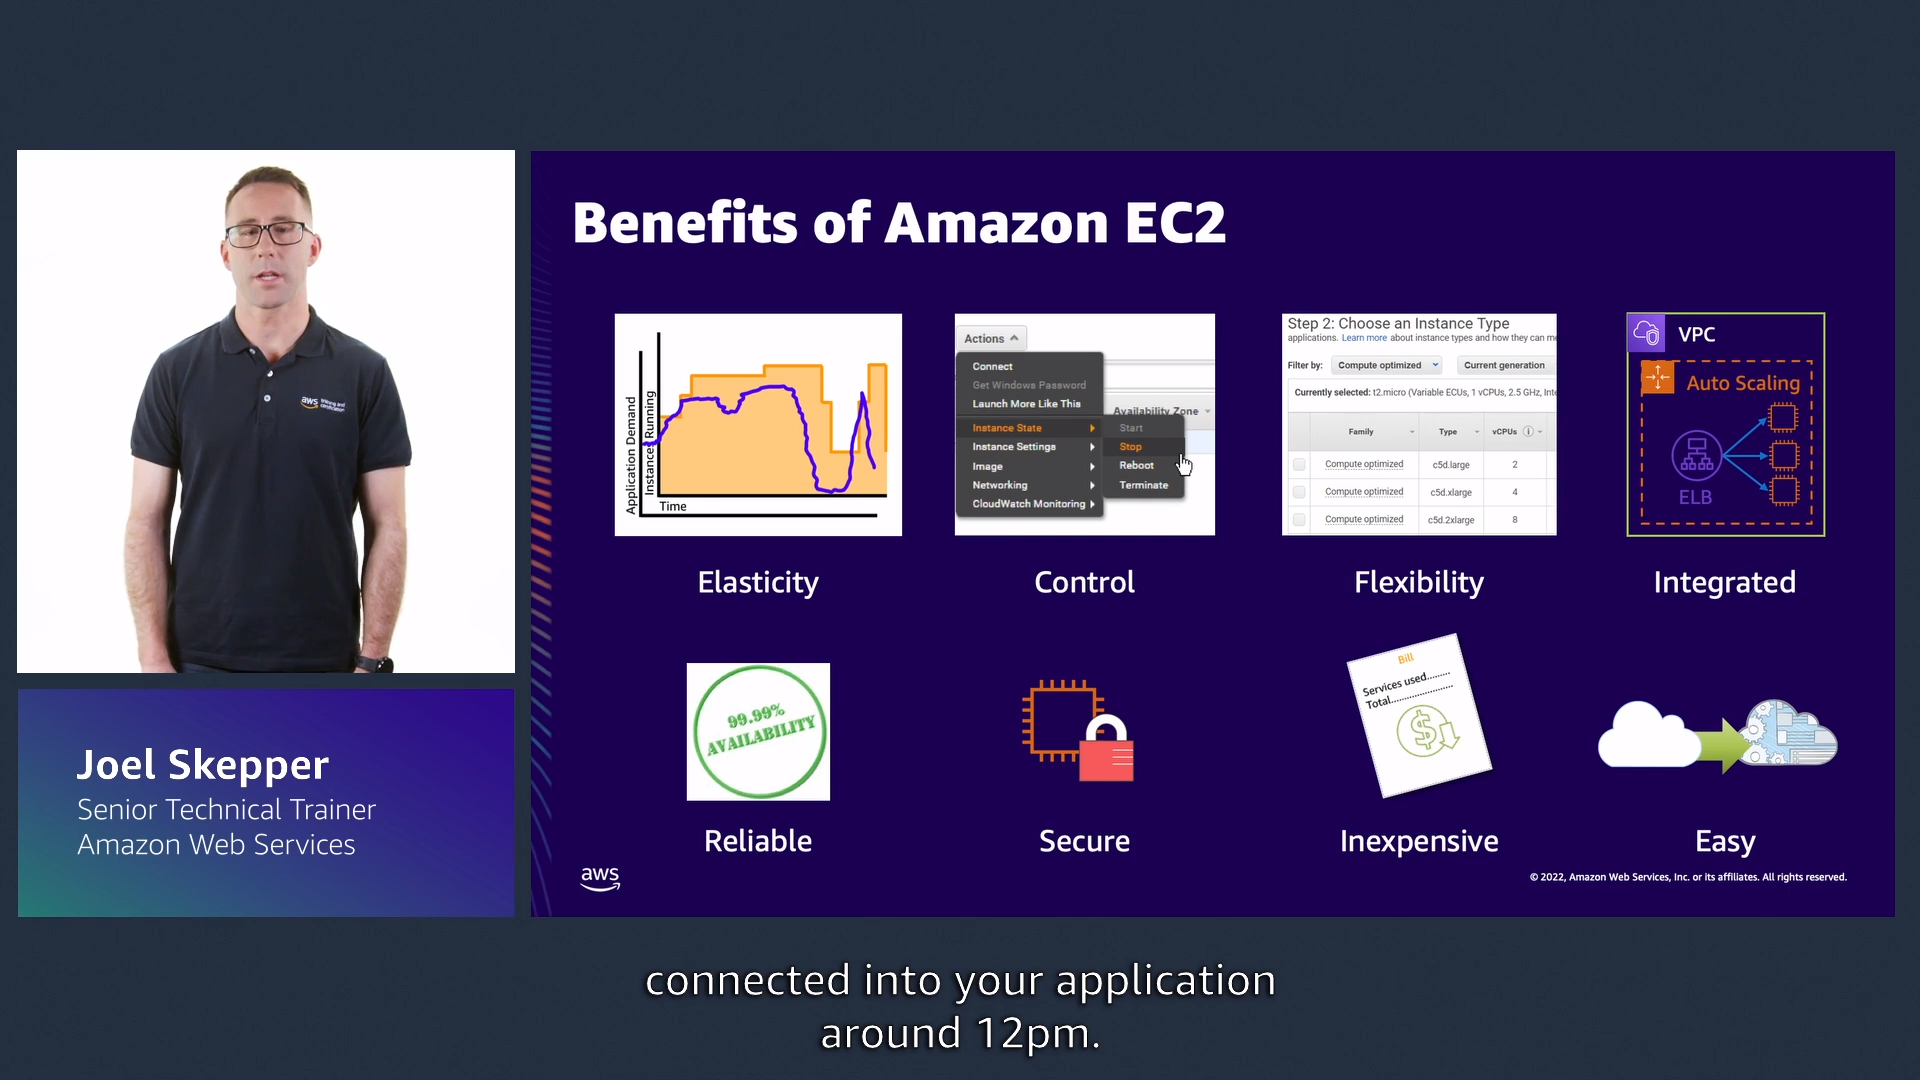 Benefits of Amazon EC2
Application Demand
Instances Running
Time
Elasticity
Actions
Connect
Get Windows Password
Launch More Like This
Instance State
Instance Settings
Image
Networking
CloudWatch Monitoring
Availability Zone
Start
Stop
Reboot
Terminate
Control
Step 2: Choose an Instance Type
applications. Learn more about instance types and how they can
Filter by: Compute optimized Current generation
Currently selected: t2.micro (Variable ECUs, 1 vCPUs, 2.5 GHz,
Family Type vCPUs
Compute optimized c5d.large 2
Compute optimized c5d.xlarge 4
Compute optimized c5d.2xlarge 8
Flexibility
VPC
Auto Scaling
ELB
Integrated
99.99%
AVAILABILITY
Reliable
Secure
Bill
Services used........
Total....................
$
Inexpensive
Easy
aws
© 2022, Amazon Web Services, Inc. or its affiliates. All rights reserved.
aws training and
certification
Joel Skepper
Senior Technical Trainer
Amazon Web Services
connected into your application
around 12pm.